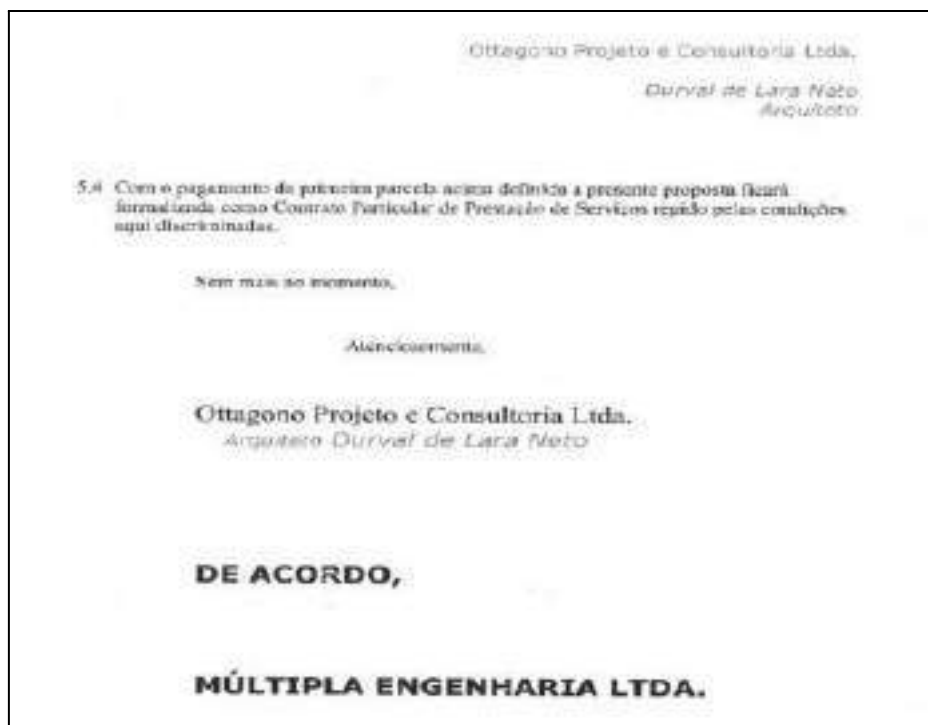 Ottagono Projeto e Consultoria Ltda.
Durval de Lara Neto
Arquiteto
5.4 Com o pagamento da primeira parcela acima definida a presente proposta ficará
formalizada como Contrato Particular de Prestação de Serviços regido pelas condições
aqui discriminadas.
Nem mais no momento,
Atenciosamente,
Ottagono Projeto e Consultoria Ltda.
Arquiteto Durval de Lara Neto
DE ACORDO,
MÚLTIPLA ENGENHARIA LTDA.